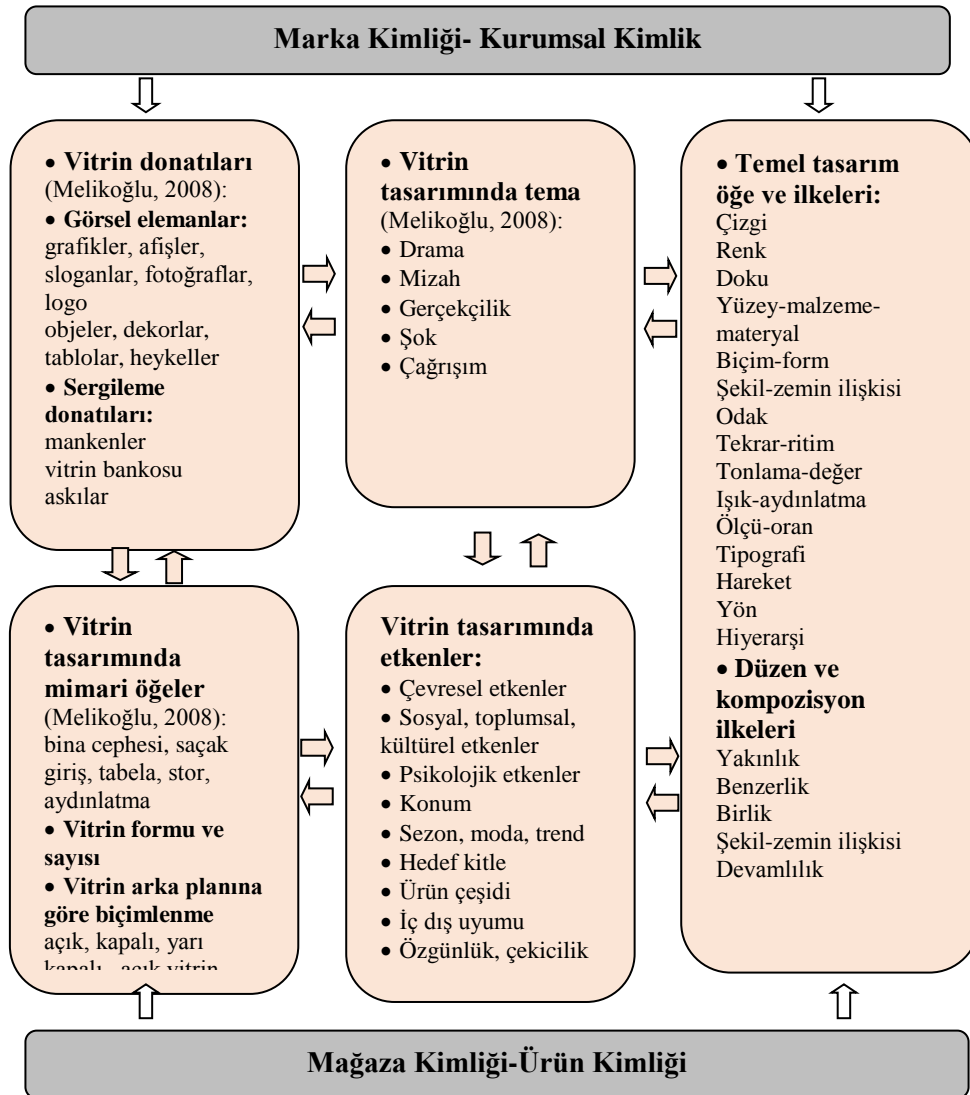 Marka Kimliği- Kurumsal Kimlik
• Vitrin donatıları
(Melikoğlu, 2008):
• Görsel elemanlar:
grafikler, afişler,
sloganlar, fotoğraflar,
logo
objeler, dekorlar,
tablolar, heykeller
• Sergileme
donatıları:
mankenler
vitrin bankosu
askılar
• Vitrin
tasarımında tema
(Melikoğlu, 2008):
• Drama
• Mizah
• Gerçekçilik
• Şok
• Çağrışım
• Temel tasarım
öğe ve ilkeleri:
Çizgi
Renk
Doku
Yüzey-malzeme-
materyal
Biçim-form
Şekil-zemin ilişkisi
Odak
Tekrar-ritim
Tonlama-değer
Işık-aydınlatma
Ölçü-oran
Tipografi
Hareket
Yön
Hiyerarşi
• Düzen ve
kompozisyon
ilkeleri
Yakınlık
Benzerlik
Birlik
Şekil-zemin ilişkisi
Devamlılık
• Vitrin
tasarımında
mimari öğeler
(Melikoğlu, 2008):
bina cephesi, saçak
giriş, tabela, stor,
aydınlatma
• Vitrin formu ve
sayısı
• Vitrin arka planına
göre biçimlenme
açık, kapalı, yarı
kapalı, açık vitrin
Vitrin tasarımında
etkenler:
• Çevresel etkenler
• Sosyal, toplumsal,
kültürel etkenler
• Psikolojik etkenler
• Konum
• Sezon, moda, trend
• Hedef kitle
• Ürün çeşidi
• İç dış uyumu
• Özgünlük, çekicilik
Mağaza Kimliği-Ürün Kimliği